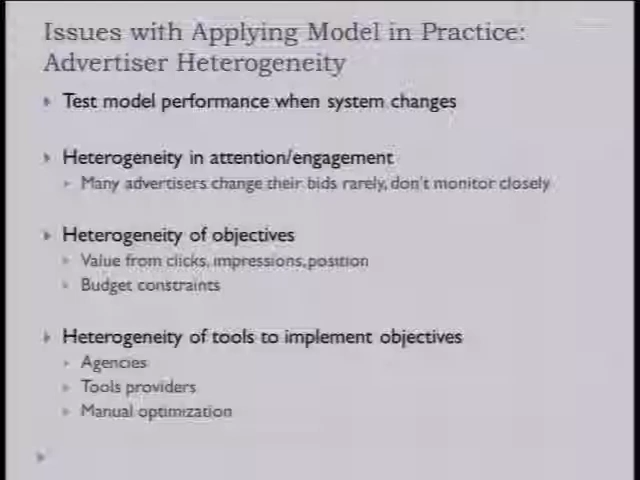 Issues with Applying Model in Practice:
Advertiser Heterogeneity
Test model performance when system changes
Heterogeneity in attention/engagement
Many advertisers change their bids rarely, don't monitor closely
Heterogeneity of objectives
Value from clicks, impressions, position
Budget constraints
Heterogeneity of tools to implement objectives
Agencies
Tools providers
Manual optimization